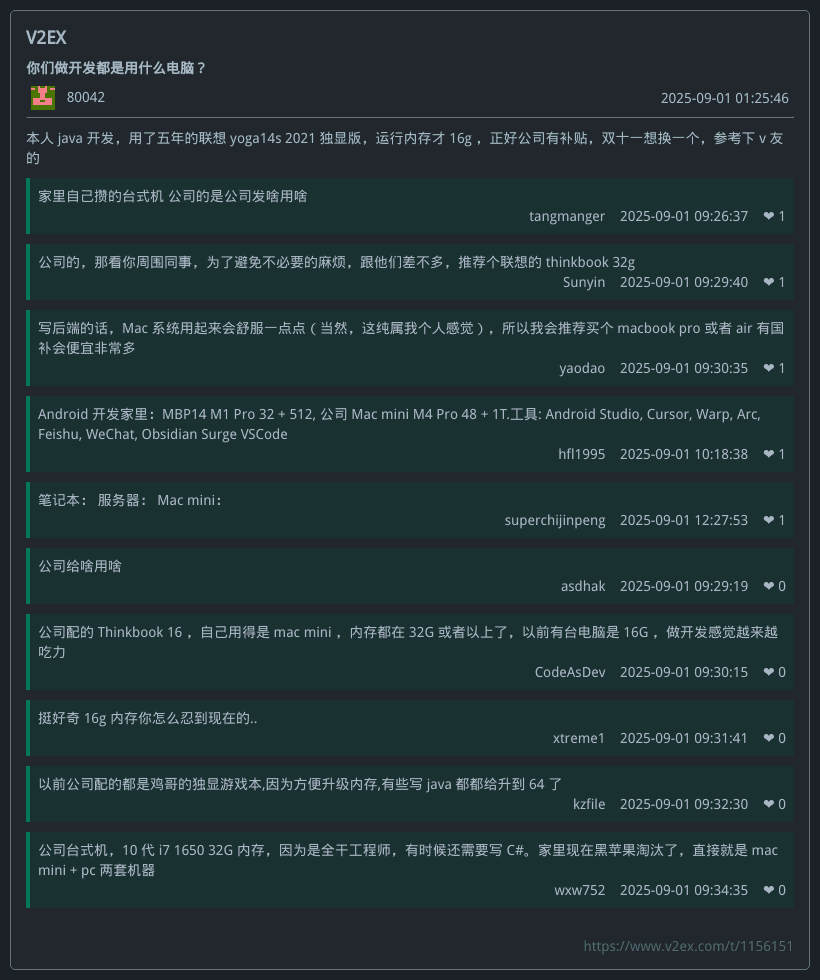 V2EX
你们做开发都是用什么电脑？
80042
2025-09-01 01:25:46
本人 java 开发，用了五年的联想 yoga14s 2021 独显版，运行内存才 16g ，正好公司有补贴，双十一想换一个，参考下 v 友
的
家里自己攒的台式机 公司的是公司发啥用啥
tangmanger 2025-09-01 09:26:37 ❤ 1
公司的，那看你周围同事，为了避免不必要的麻烦，跟他们差不多，推荐个联想的 thinkbook 32g
Sunyin 2025-09-01 09:29:40 ❤ 1
写后端的话，Mac 系统用起来会舒服一点点（当然，这纯属我个人感觉），所以我会推荐买个 macbook pro 或者 air 有国
补会便宜非常多
yaodao 2025-09-01 09:30:35 ❤ 1
Android 开发家里：MBP14 M1 Pro 32 + 512, 公司 Mac mini M4 Pro 48 + 1T.工具: Android Studio, Cursor, Warp, Arc,
Feishu, WeChat, Obsidian Surge VSCode
hfl1995 2025-09-01 10:18:38 ❤ 1
笔记本： 服务器： Mac mini：
superchijinpeng 2025-09-01 12:27:53 ❤ 1
公司给啥用啥
asdhak 2025-09-01 09:29:19 ❤ 0
公司配的 Thinkbook 16 ，自己用得是 mac mini ，内存都在 32G 或者以上了，以前有台电脑是 16G ，做开发感觉越来越
吃力
CodeAsDev 2025-09-01 09:30:15 ❤ 0
挺好奇 16g 内存你怎么忍到现在的..
xtreme1 2025-09-01 09:31:41 ❤ 0
以前公司配的都是鸡哥的独显游戏本,因为方便升级内存,有些写 java 都都给升到 64 了
kzfile 2025-09-01 09:32:30 ❤ 0
公司台式机，10 代 i7 1650 32G 内存，因为是全干工程师，有时候还需要写 C#。家里现在黑苹果淘汰了，直接就是 mac
mini + pc 两套机器
wxw752 2025-09-01 09:34:35 ❤ 0
https://www.v2ex.com/t/1156151